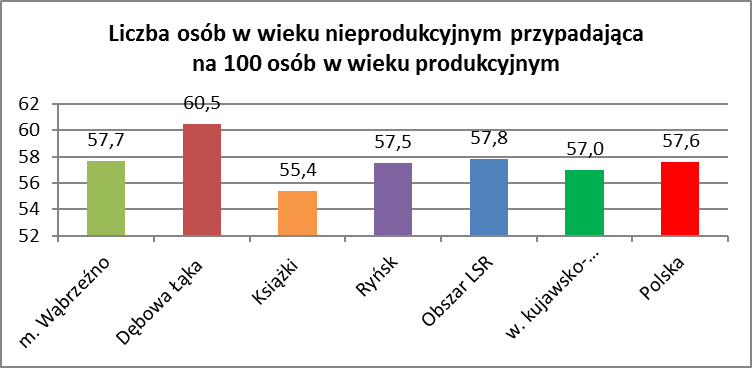 Liczba osób w wieku nieprodukcyjnym przypadająca
na 100 osób w wieku produkcyjnym
62
60
58
56
54
52
57,7
60,5
55,4
57,5
57,8
57,0
57,6
m. Wąbrzeźno
Dębowa Łąka
Książki
Ryńsk
Obszar LSR
w. kujawsko-...
Polska